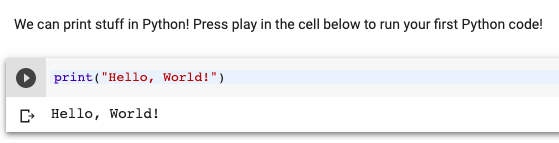 We can print stuff in Python! Press play in the cell below to run your first Python code!
print("Hello, World!")
Hello, World!